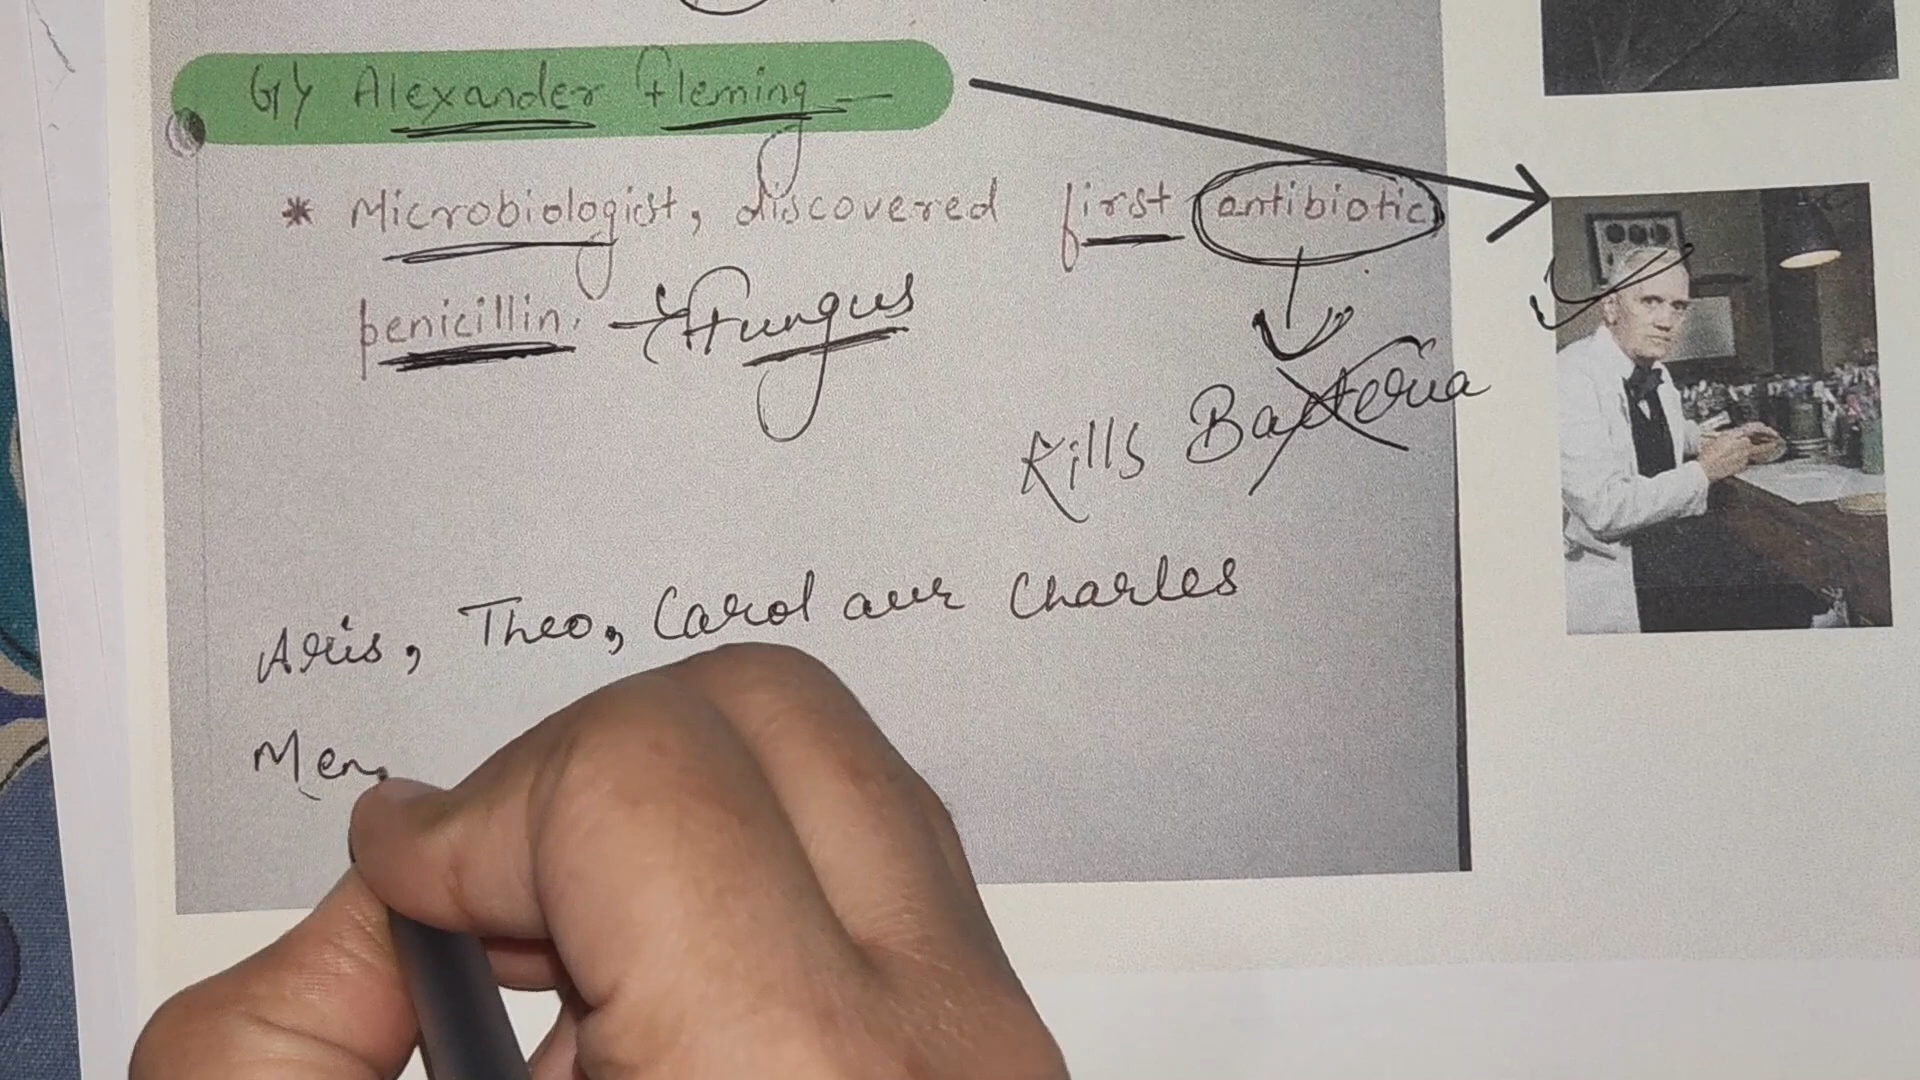 G) Alexander Fleming —
* Microbiologist, discovered first antibiotic
penicillin. → Fungus
Kills Bacteria
Aris, Theo, Carol aur Charles
Men